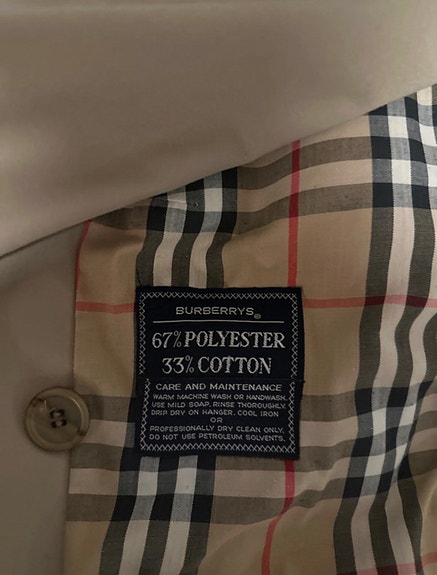 BURBERRYS®
67% POLYESTER
33% COTTON
CARE AND MAINTENANCE
WARM MACHINE WASH OR HANDWASH.
USE MILD SOAP, RINSE THOROUGHLY.
DRIP DRY ON HANGER, COOL IRON
OR
PROFESSIONALLY DRY CLEAN ONLY.
DO NOT USE PETROLEUM SOLVENTS.